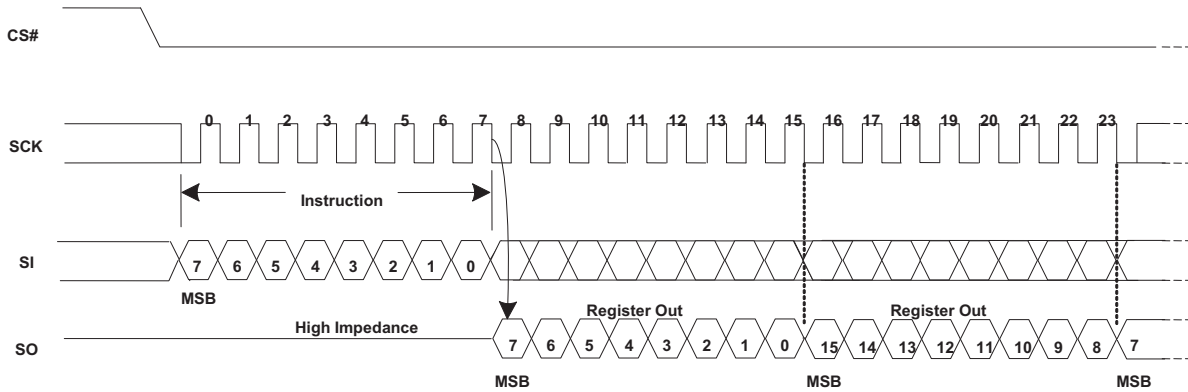 CS#
0 1 2 3 4 5 6 7 8 9 10 11 12 13 14 15 16 17 18 19 20 21 22 23
SCK
Instruction
SI
7 6 5 4 3 2 1 0
MSB
High Impedance
Register Out
Register Out
SO
7 6 5 4 3 2 1 0 15 14 13 12 11 10 9 8 7
MSB MSB MSB